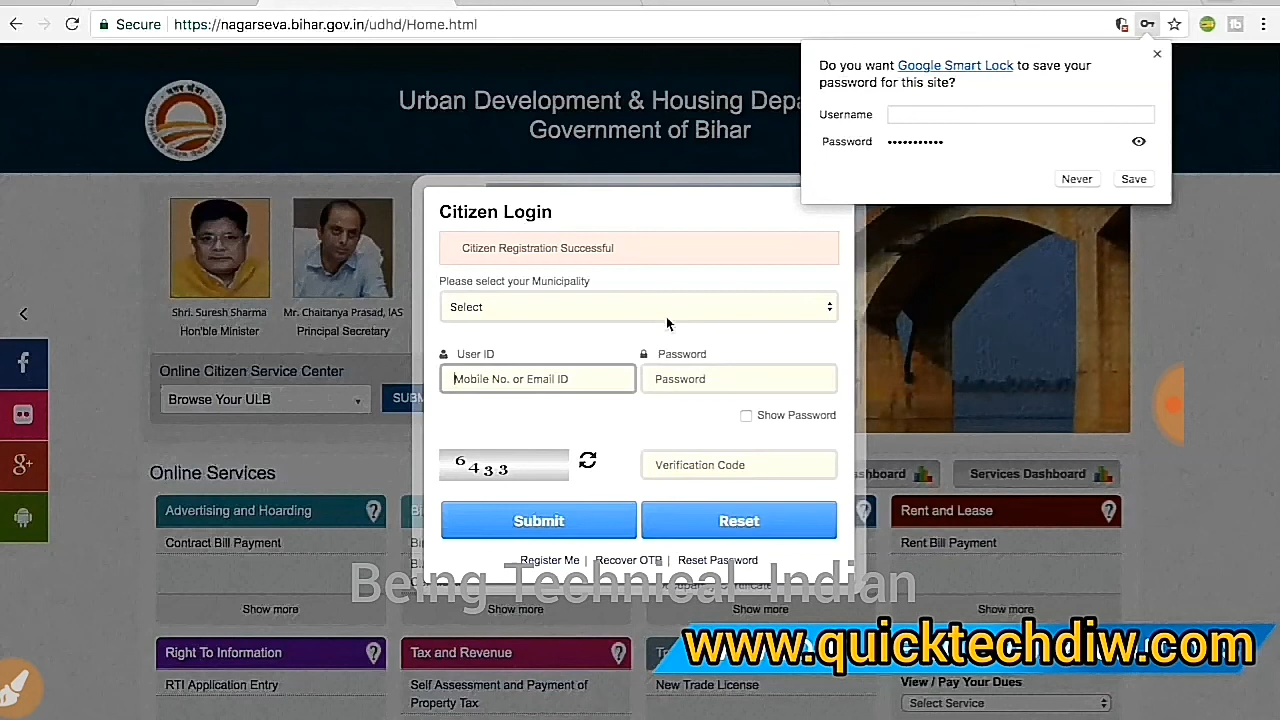 Secure
https://nagarseva.bihar.gov.in/udhd/Home.html
Do you want Google Smart Lock to save your
password for this site?
Username
Password
Never
Save
Urban Development & Housing Depa
Government of Bihar
Shri. Suresh Sharma
Hon'ble Minister
Mr. Chaitanya Prasad, IAS
Principal Secretary
Online Citizen Service Center
Browse Your ULB
SUBM
Citizen Login
Citizen Registration Successful
Please select your Municipality
Select
User ID
Password
Mobile No. or Email ID
Password
Show Password
6433
Verification Code
Submit
Reset
Register Me | Recover OTP | Reset Password
Online Services
shboard
Services Dashboard
Advertising and Hoarding
Contract Bill Payment
Show more
Show more
Show more
Rent and Lease
Rent Bill Payment
Show more
Being Technical Indian
www.quicktechdiw.com
Right To Information
RTI Application Entry
Tax and Revenue
Self Assessment and Payment of
Property Tax
New Trade License
View / Pay Your Dues
Select Service